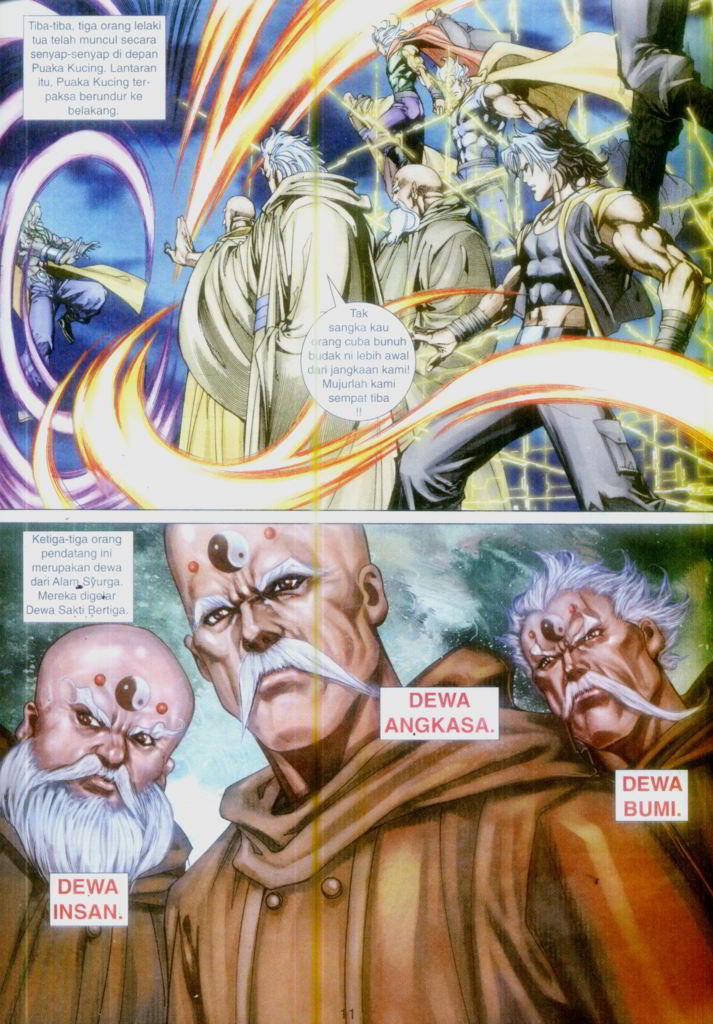 Tiba-tiba, tiga orang lelaki
tua telah muncul secara
senyap-senyap di depan
Puaka Kucing. Lantaran
itu, Puaka Kucing ter-
paksa berundur ke
belakang.
Tak
sangka kau
orang cuba bunuh
budak ni lebih awal
dari jangkaan kami!
Mujurlah kami
sempat tiba
!!
Ketiga-tiga orang
pendatang ini
merupakan dewa
dari Alam Syurga.
Mereka digelar
Dewa Sakti Bertiga.
DEWA
ANGKASA.
DEWA
BUMI.
DEWA
INSAN.
11